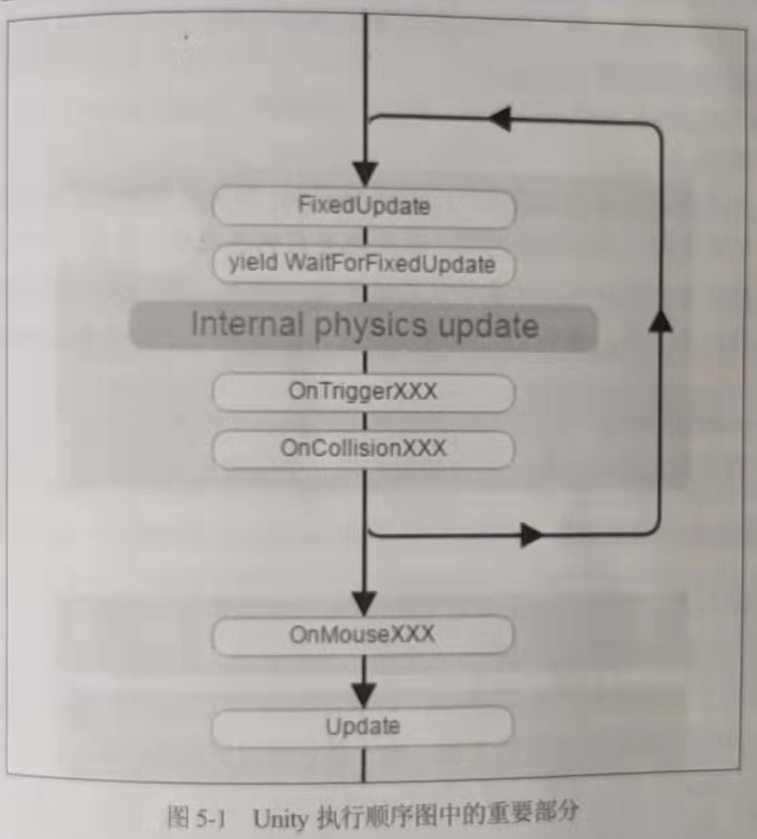 FixedUpdate
yield WaitForFixedUpdate
Internal physics update
OnTriggerXXX
OnCollisionXXX
OnMouseXXX
Update
图 5-1 Unity 执行顺序图中的重要部分